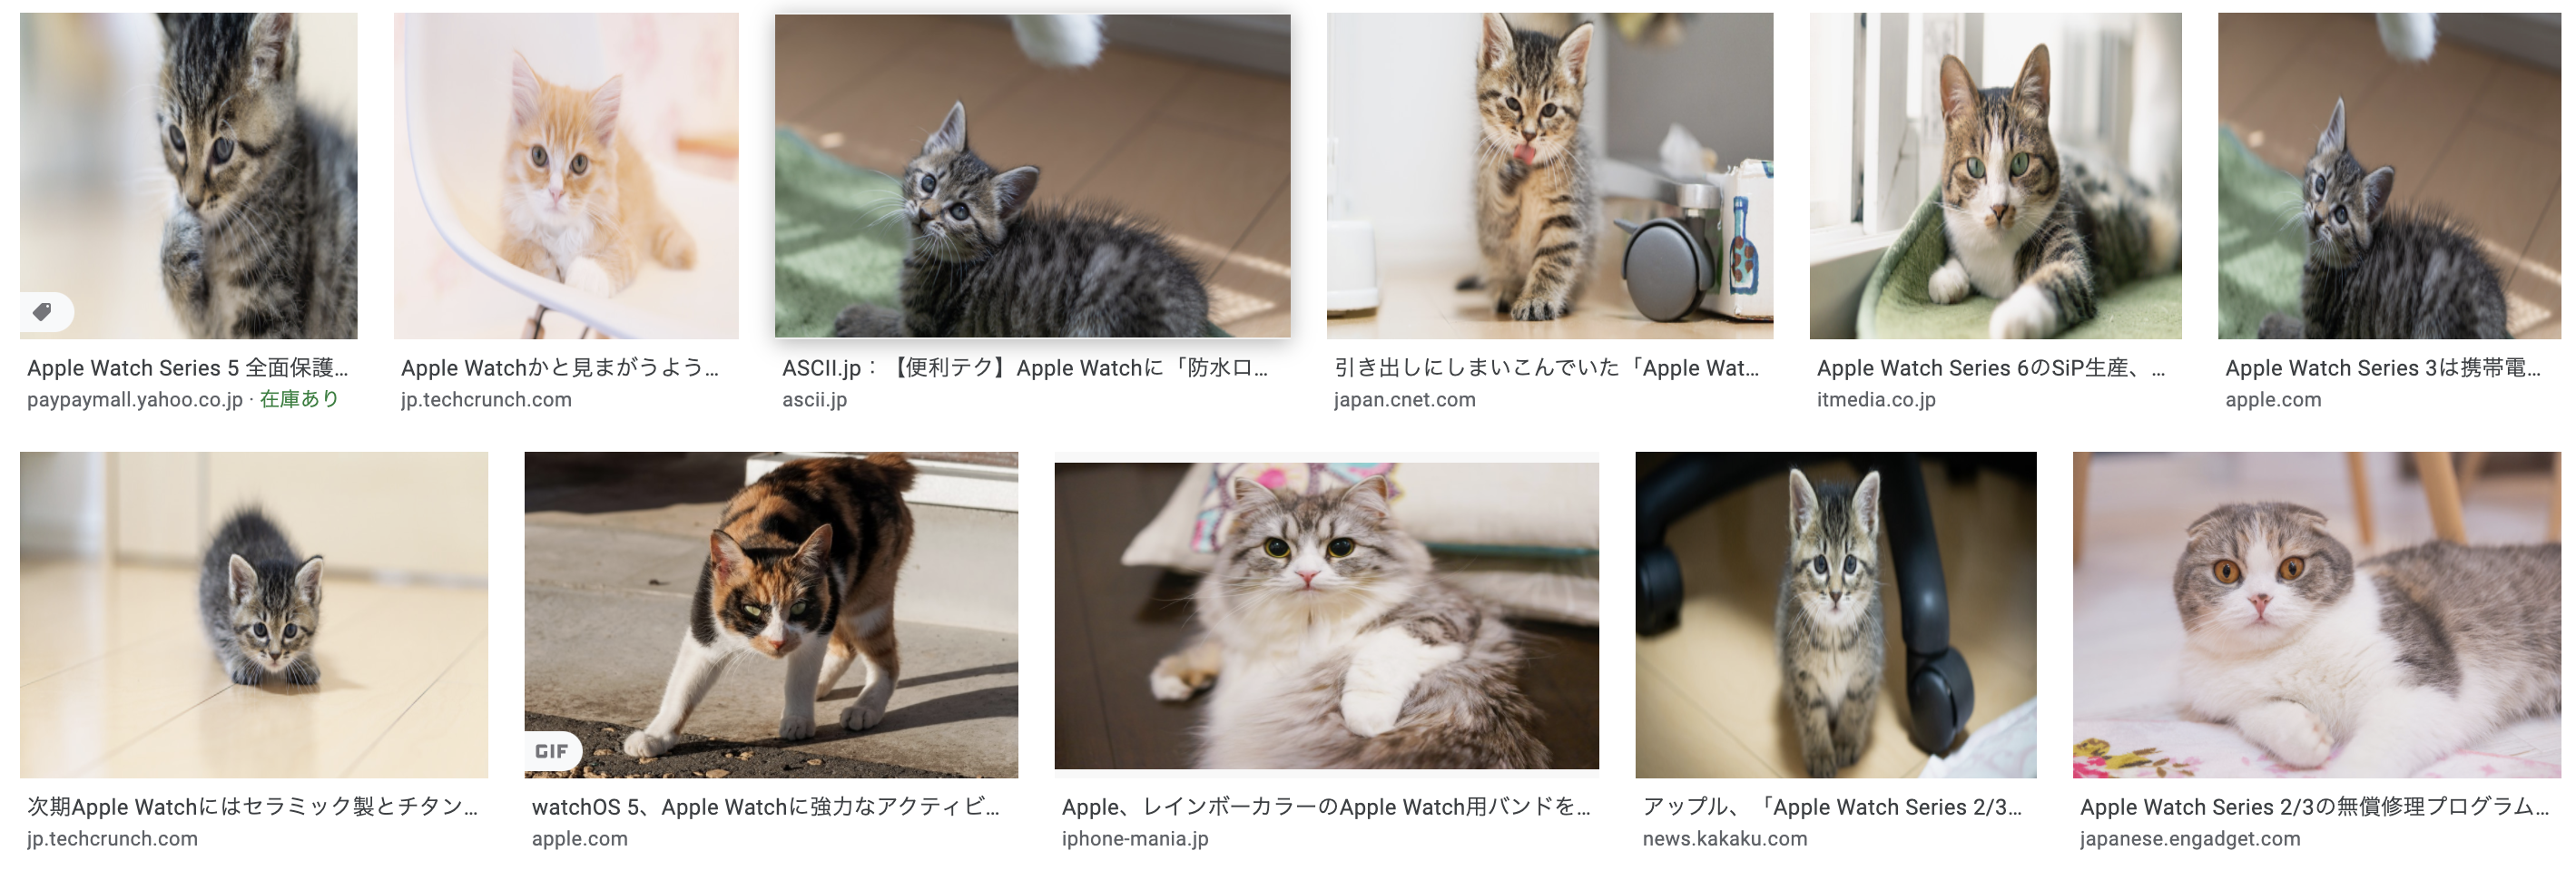 Apple Watch Series 5 全面保護...
paypaymall.yahoo.co.jp · 在庫あり
Apple Watchかと見まがうよう...
jp.techcrunch.com
ASCII.jp：【便利テク】Apple Watchに「防水ロ...
ascii.jp
引き出しにしまいこんでいた「Apple Wat...
japan.cnet.com
Apple Watch Series 6のSiP生産、...
itmedia.co.jp
Apple Watch Series 3は携帯電...
apple.com
次期Apple Watchにはセラミック製とチタン...
jp.techcrunch.com
GIF
watchOS 5、Apple Watchに強力なアクティビ...
apple.com
Apple、レインボーカラーのApple Watch用バンドを...
iphone-mania.jp
アップル、「Apple Watch Series 2/3...
news.kakaku.com
Apple Watch Series 2/3の無償修理プログラム...
japanese.engadget.com